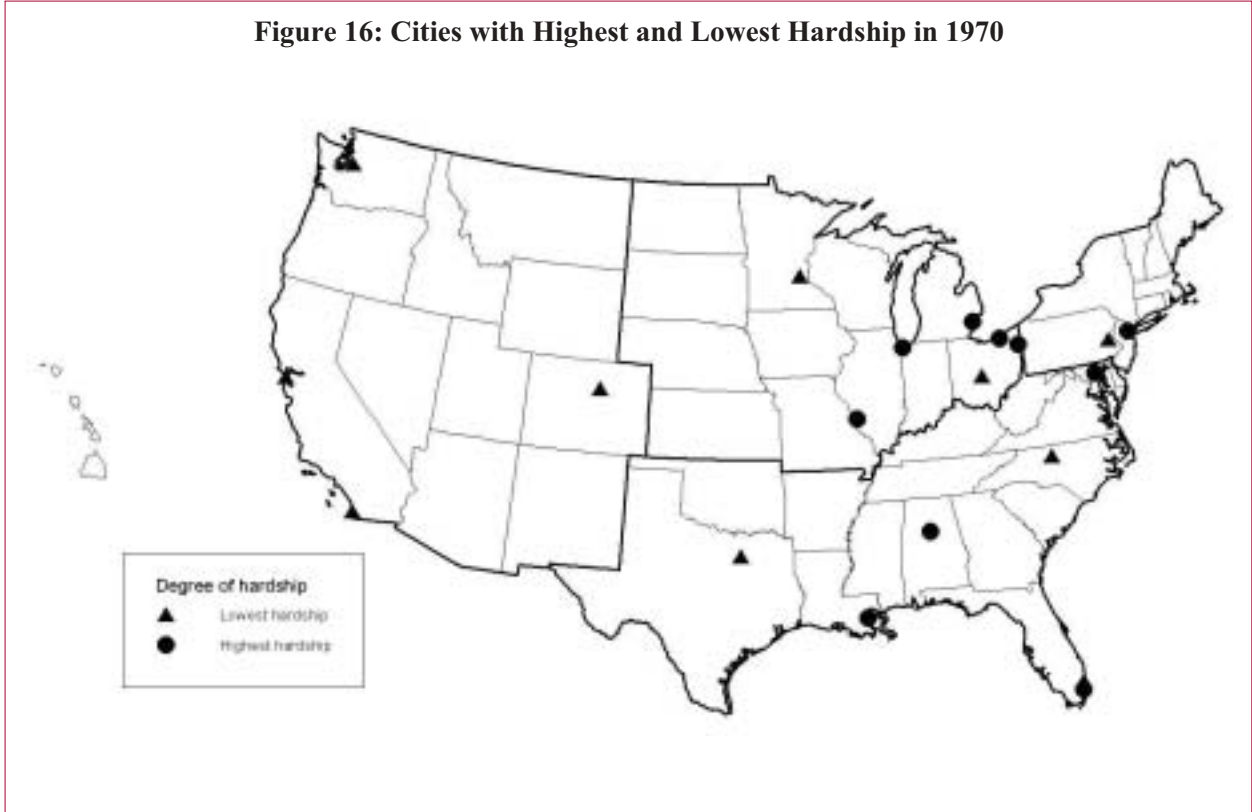 Figure 16: Cities with Highest and Lowest Hardship in 1970
Degree of hardship
Lowest hardship
Highest hardship